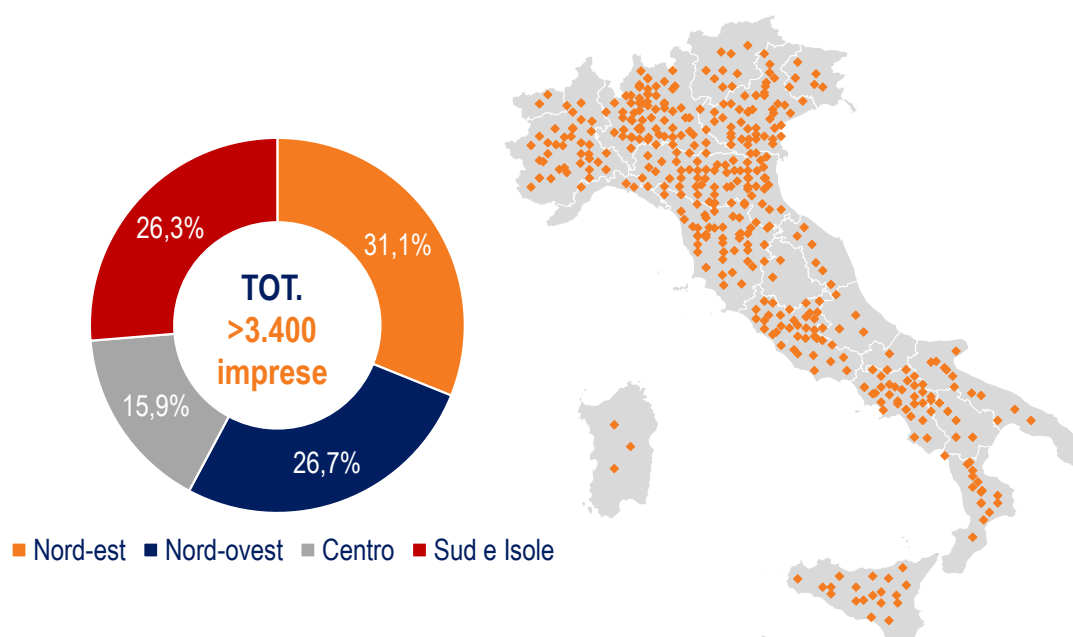 26,3%
31,1%
TOT.
>3.400
imprese
15,9%
26,7%
Nord-est Nord-ovest Centro Sud e Isole